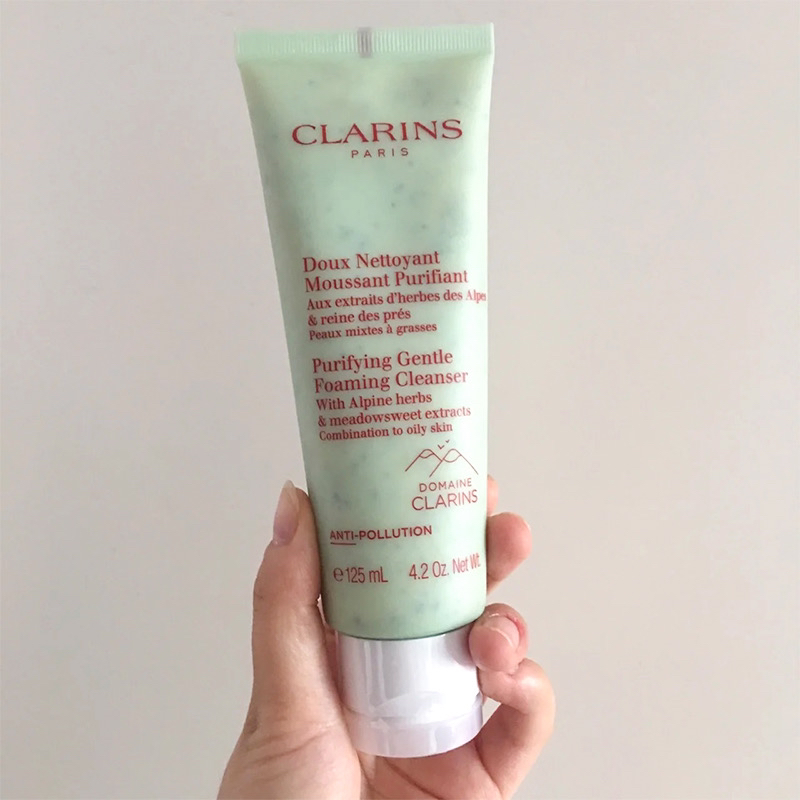 CLARINS
PARIS
Doux Nettoyant
Moussant Purifiant
Aux extraits d'herbes des Alpes
& reine des prés
Peaux mixtes à grasses
Purifying Gentle
Foaming Cleanser
With Alpine herbs
& meadowsweet extracts
Combination to oily skin
DOMAINE
CLARINS
ANTI-POLLUTION
℮125 mL 4.2 Oz. Net Wt.